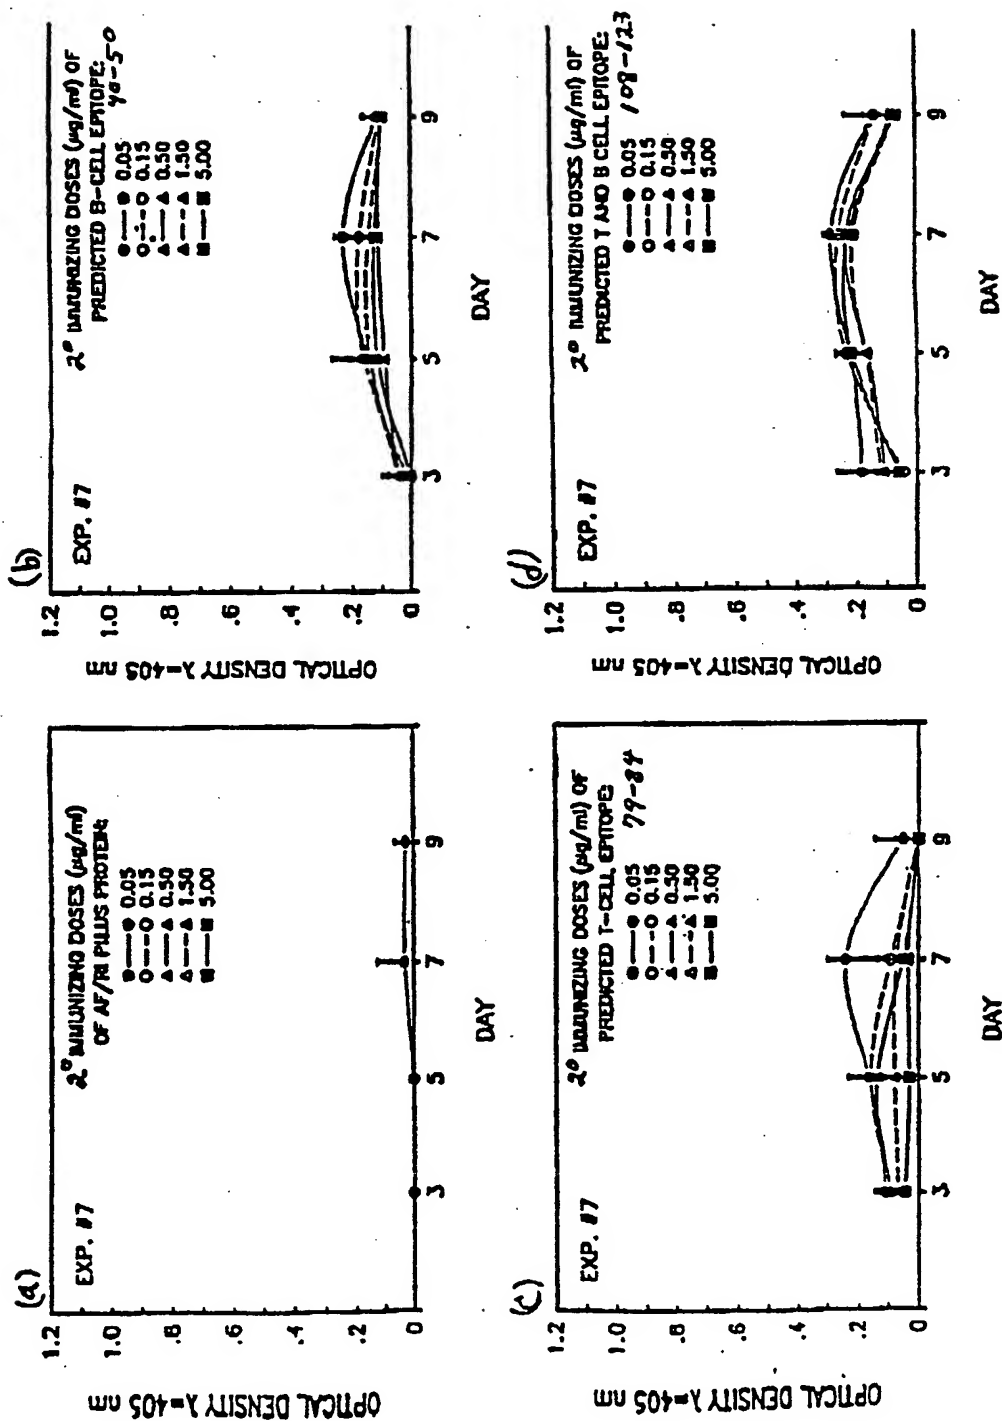 (a)
EXP. #7
2° IMMUNIZING DOSES (µg/ml)
OF AF/R1 PILUS PROTEIN:
●——● 0.05
○----○ 0.15
▲——▲ 0.50
▲----▲ 1.50
■——■ 5.00
OPTICAL DENSITY λ=405 nm
1.2
1.0
.8
.6
.4
.2
0
3
5
7
9
DAY
(b)
EXP. #7
2° IMMUNIZING DOSES (µg/ml) OF
PREDICTED B-CELL EPITOPE:
40-50
●——● 0.05
○----○ 0.15
▲——▲ 0.50
▲----▲ 1.50
■——■ 5.00
OPTICAL DENSITY λ=405 nm
1.2
1.0
.8
.6
.4
.2
0
3
5
7
9
DAY
(c)
EXP. #7
2° IMMUNIZING DOSES (µg/ml) OF
PREDICTED T-CELL EPITOPE:
79-84
●——● 0.05
○----○ 0.15
▲——▲ 0.50
▲----▲ 1.50
■——■ 5.00
OPTICAL DENSITY λ=405 nm
1.2
1.0
.8
.6
.4
.2
0
3
5
7
9
DAY
(d)
EXP. #7
2° IMMUNIZING DOSES (µg/ml) OF
PREDICTED T AND B CELL EPITOPE:
108-123
●——● 0.05
○----○ 0.15
▲——▲ 0.50
▲----▲ 1.50
■——■ 5.00
OPTICAL DENSITY λ=405 nm
1.2
1.0
.8
.6
.4
.2
0
3
5
7
9
DAY